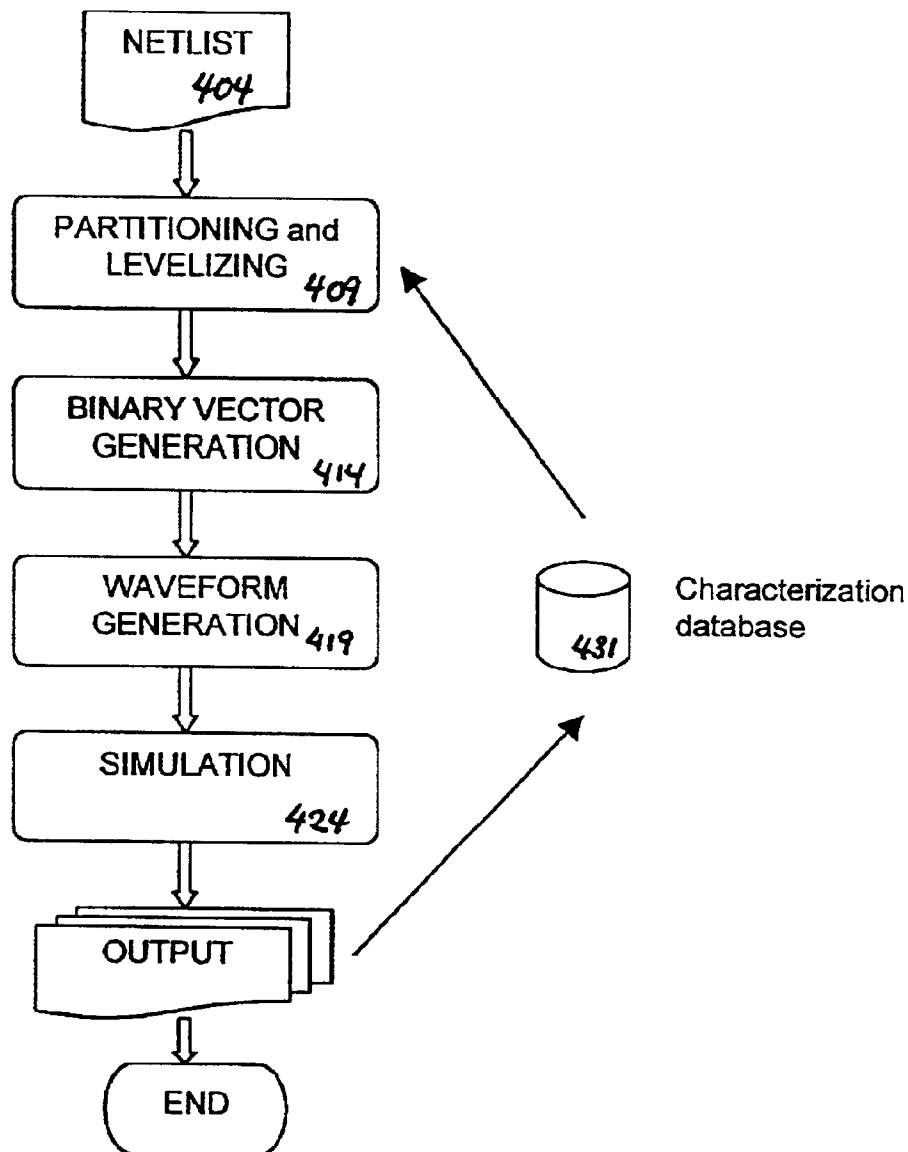 NETLIST
404
PARTITIONING and
LEVELIZING
409
BINARY VECTOR
GENERATION
414
WAVEFORM
GENERATION
419
Characterization
database
431
SIMULATION
424
OUTPUT
END